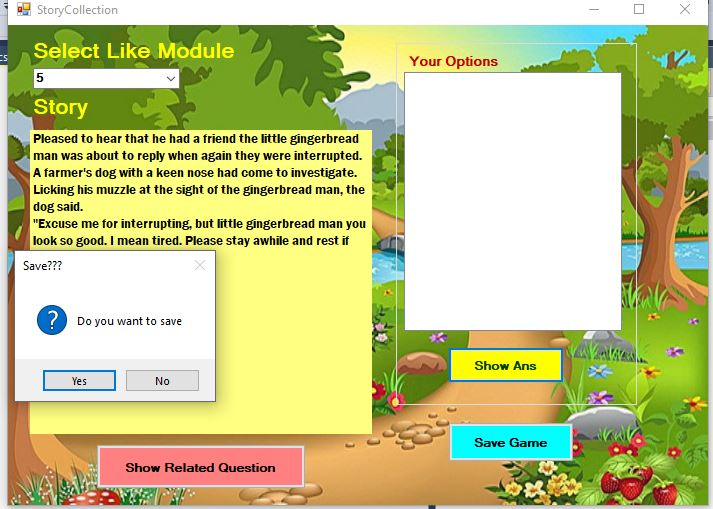 StoryCollection
Select Like Module
5
Story
Pleased to hear that he had a friend the little gingerbread
man was about to reply when again they were interrupted.
A farmer's dog with a keen nose had come to investigate.
Licking his muzzle at the sight of the gingerbread man, the
dog said.
"Excuse me for interrupting, but little gingerbread man you
look so good. I mean tired. Please stay awhile and rest if
Save???
Do you want to save
Yes
No
Show Related Question
Your Options
Show Ans
Save Game